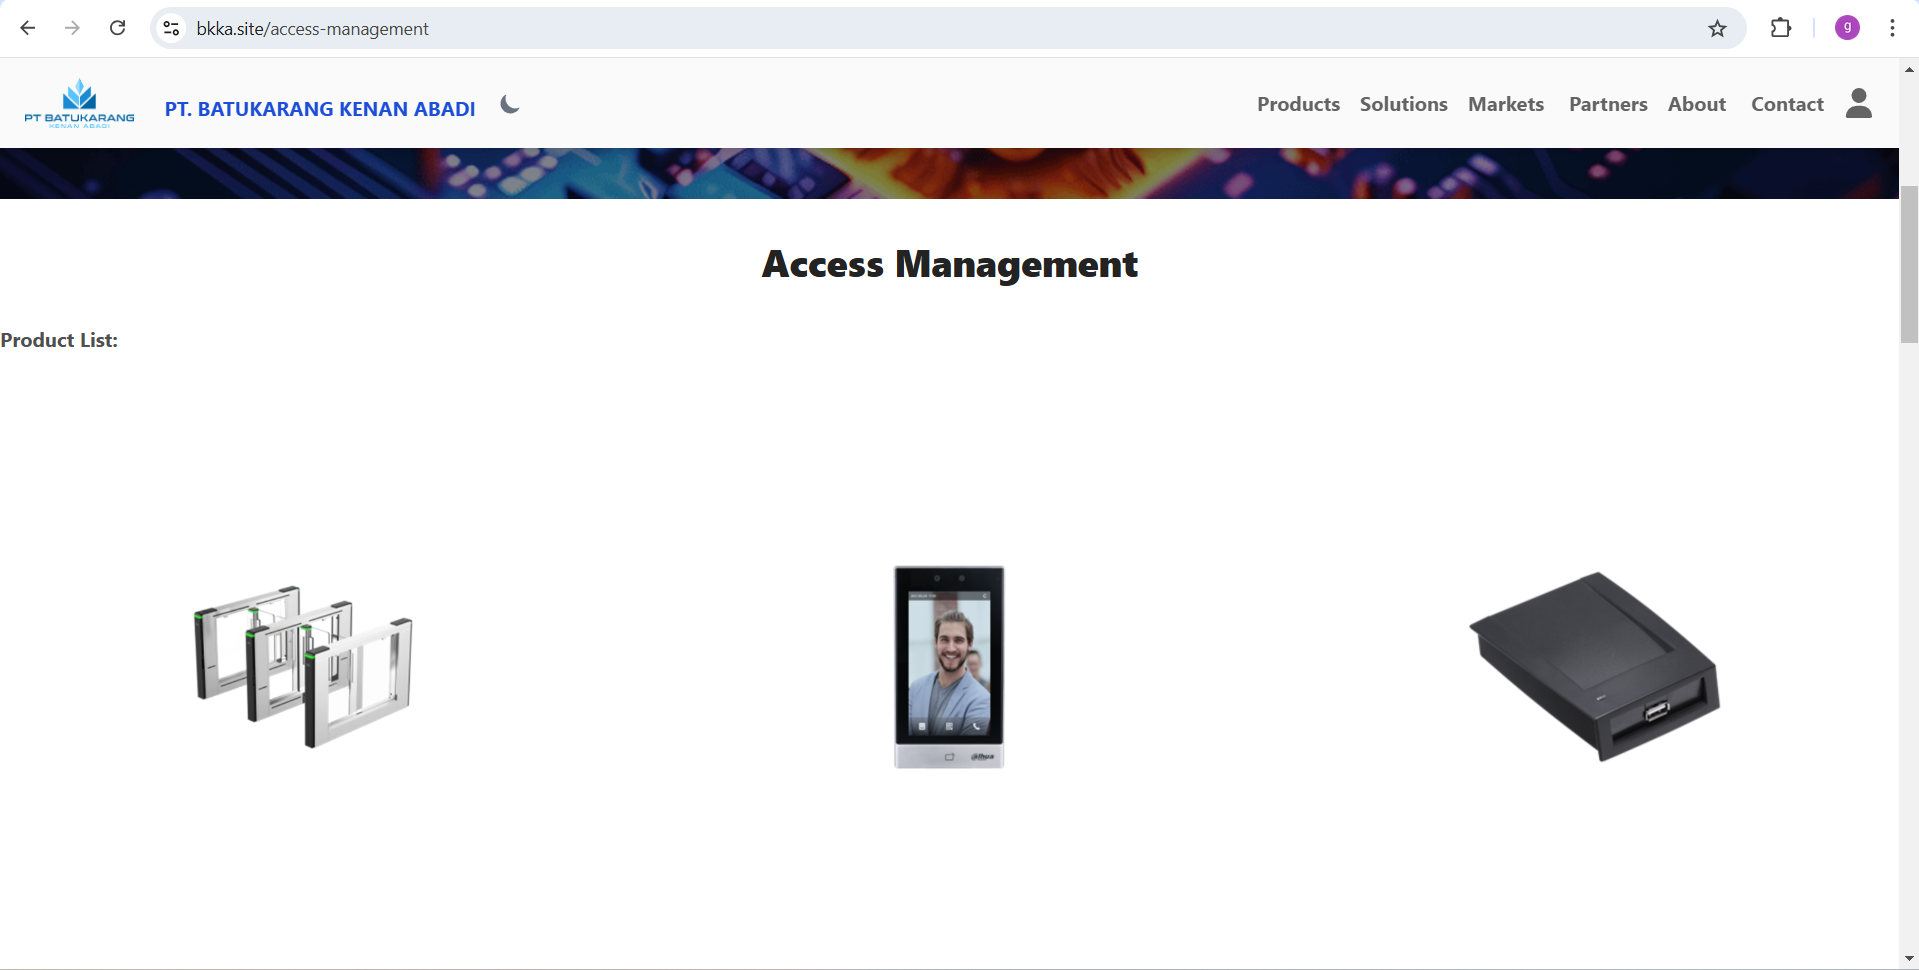 bkka.site/access-management
g
PT BATUKARANG
KENAN ABADI
PT. BATUKARANG KENAN ABADI
Products Solutions Markets Partners About Contact
Access Management
Product List:
alhua